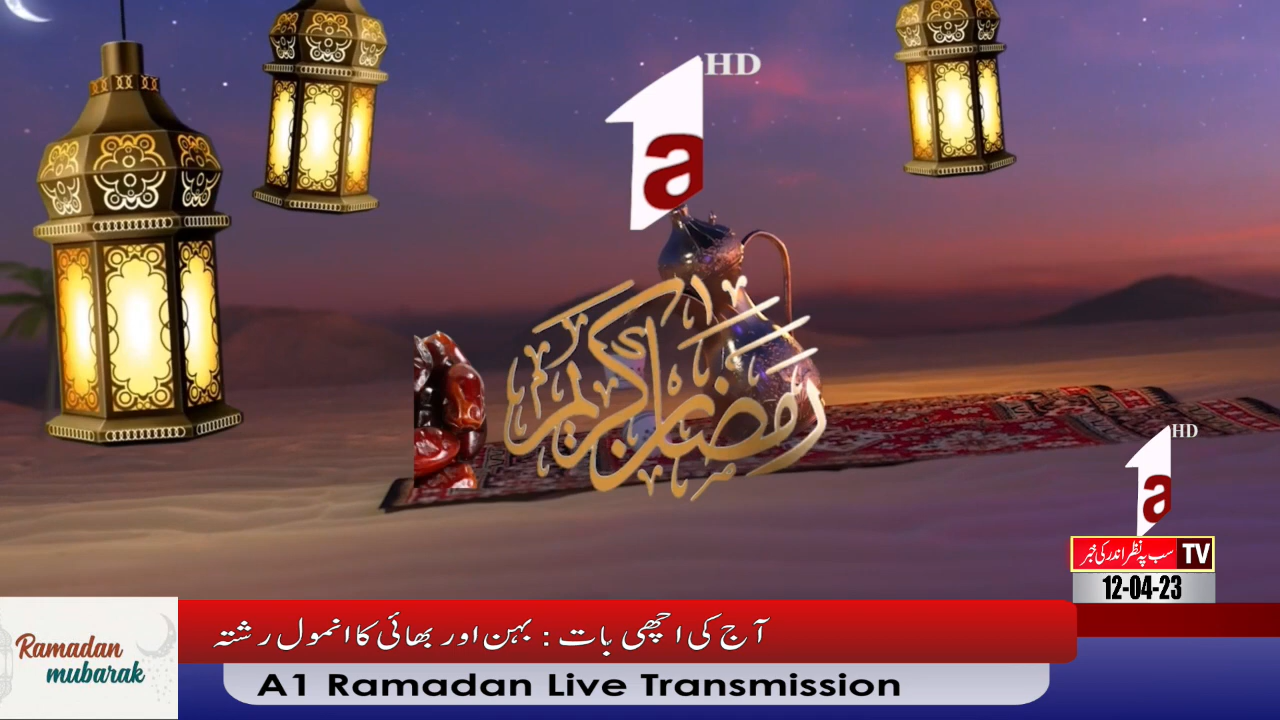 HD
a
رمضان كريم
HD
a
سب پہ نظر اندر کی خبر TV
12-04-23
آج کی اچھی بات : بہن اور بھائی کا انمول رشتہ
Ramadan
mubarak
A1 Ramadan Live Transmission